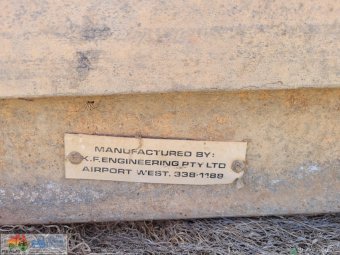 MANUFACTURED BY:
K.F. ENGINEERING PTY LTD
AIRPORT WEST. 338-1188